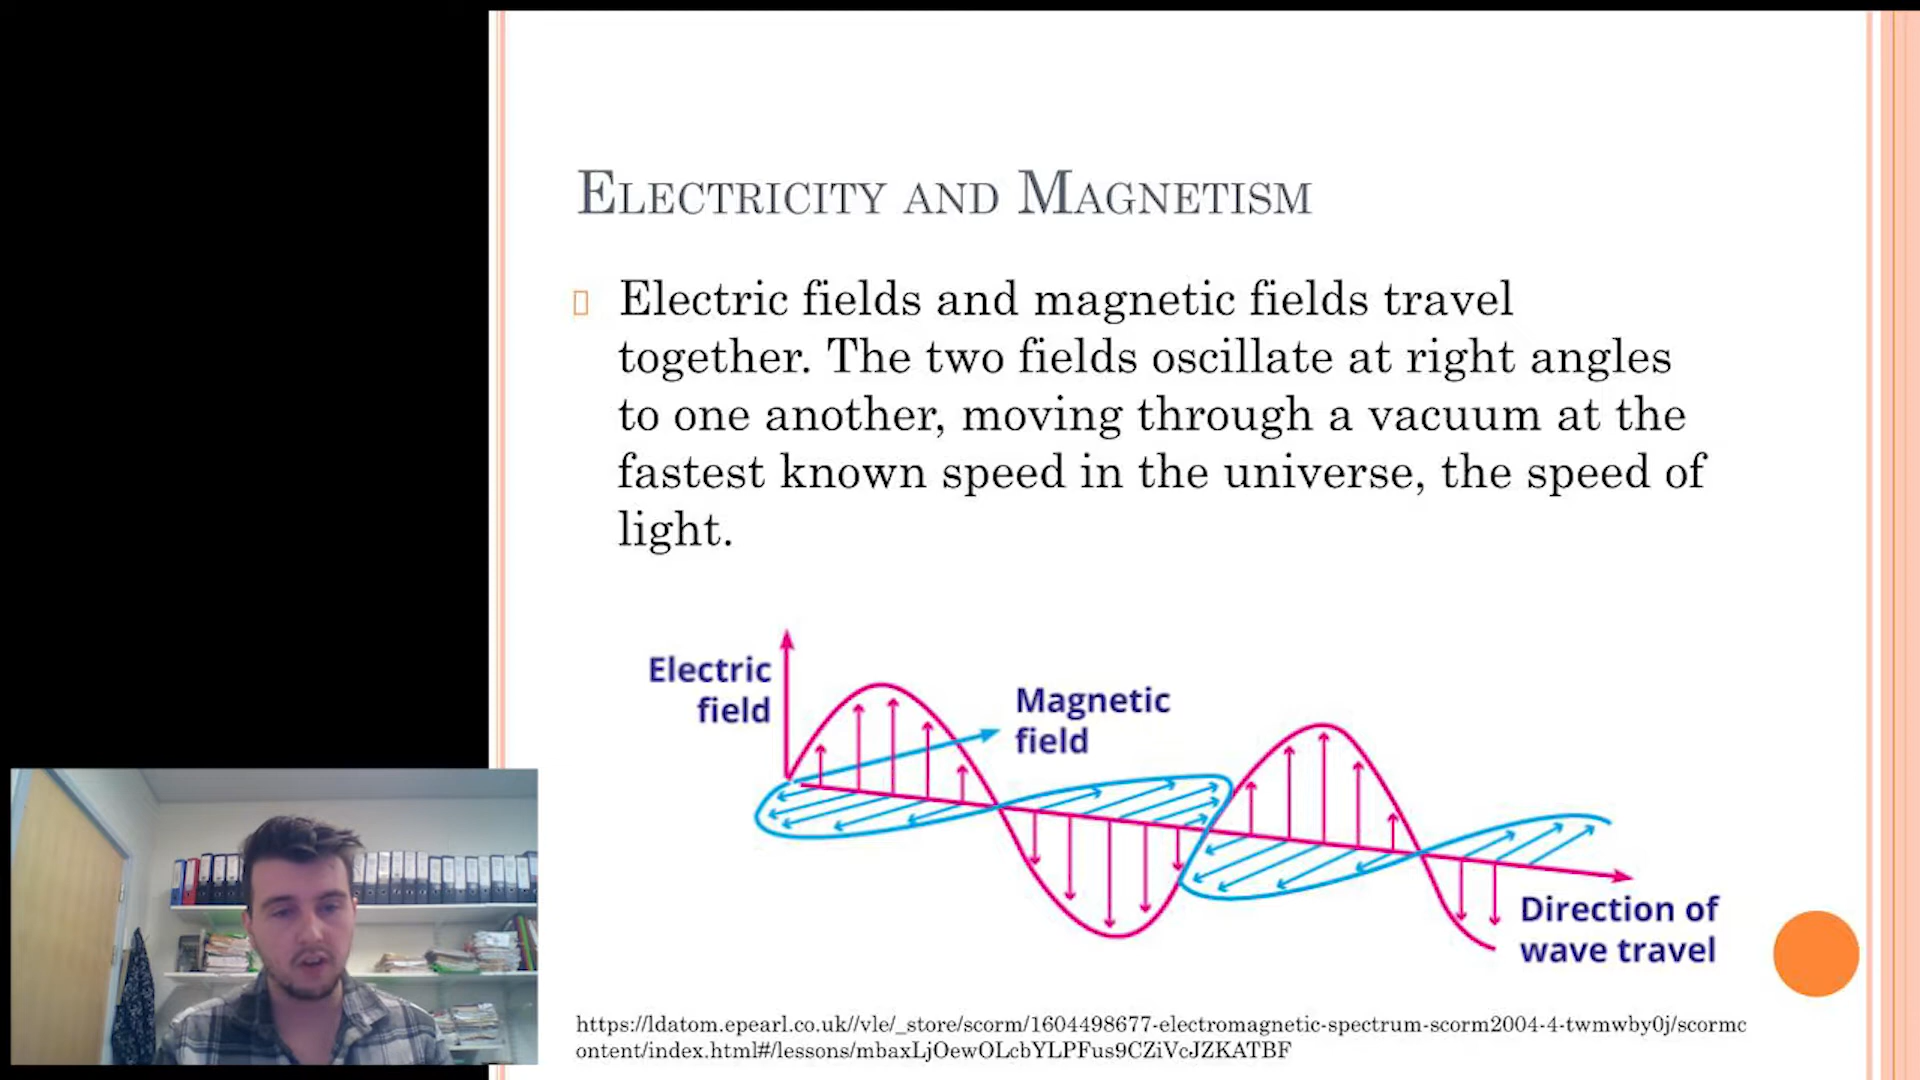 ELECTRICITY AND MAGNETISM
Electric fields and magnetic fields travel
together. The two fields oscillate at right angles
to one another, moving through a vacuum at the
fastest known speed in the universe, the speed of
light.
Electric
field
Magnetic
field
Direction of
wave travel
https://ldatom.epearl.co.uk//vle/_store/scorm/1604498677-electromagnetic-spectrum-scorm2004-4-twmwby0j/scormc
ontent/index.html#/lessons/mbaxLjOewOLcbYLPFus9CZiVcJZKATBF